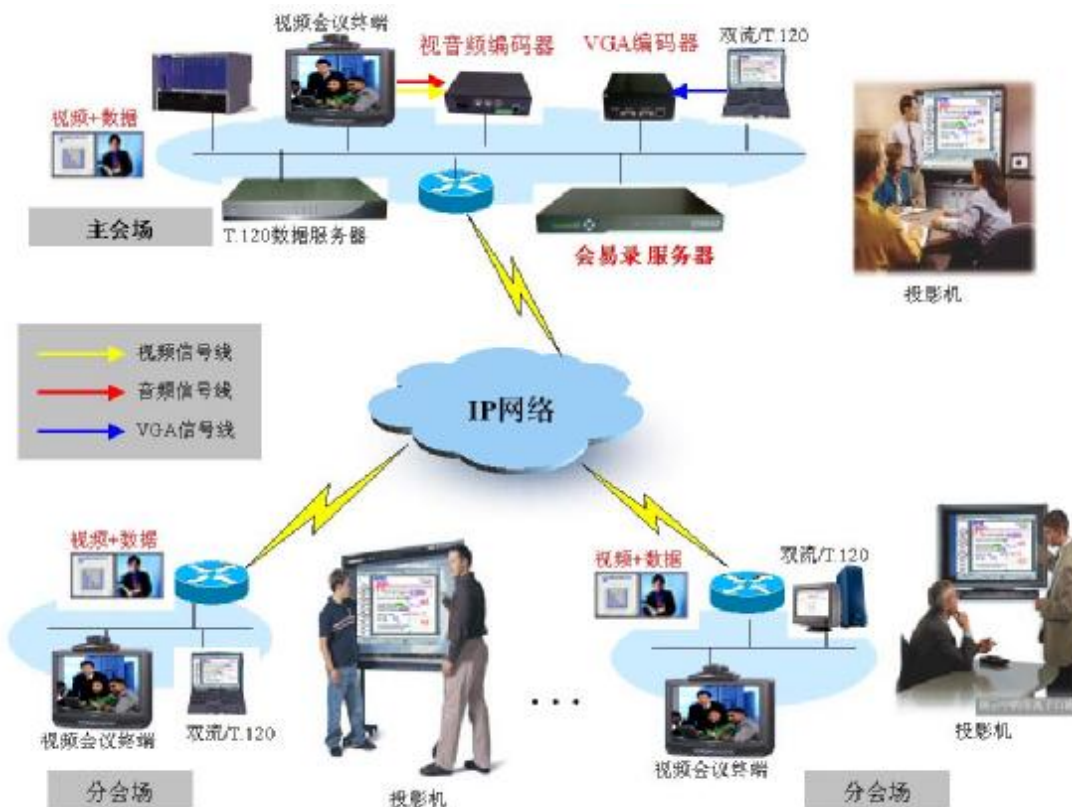 视频会议终端
视音频编码器
VGA编码器
双流/T.120
视频+数据
主会场
T.120数据服务器
会易录服务器
投影机
视频信号线
音频信号线
VGA信号线
IP网络
视频+数据
视频会议终端
双流/T.120
分会场
投影机
...
视频+数据
双流/T.120
视频会议终端
分会场
投影机